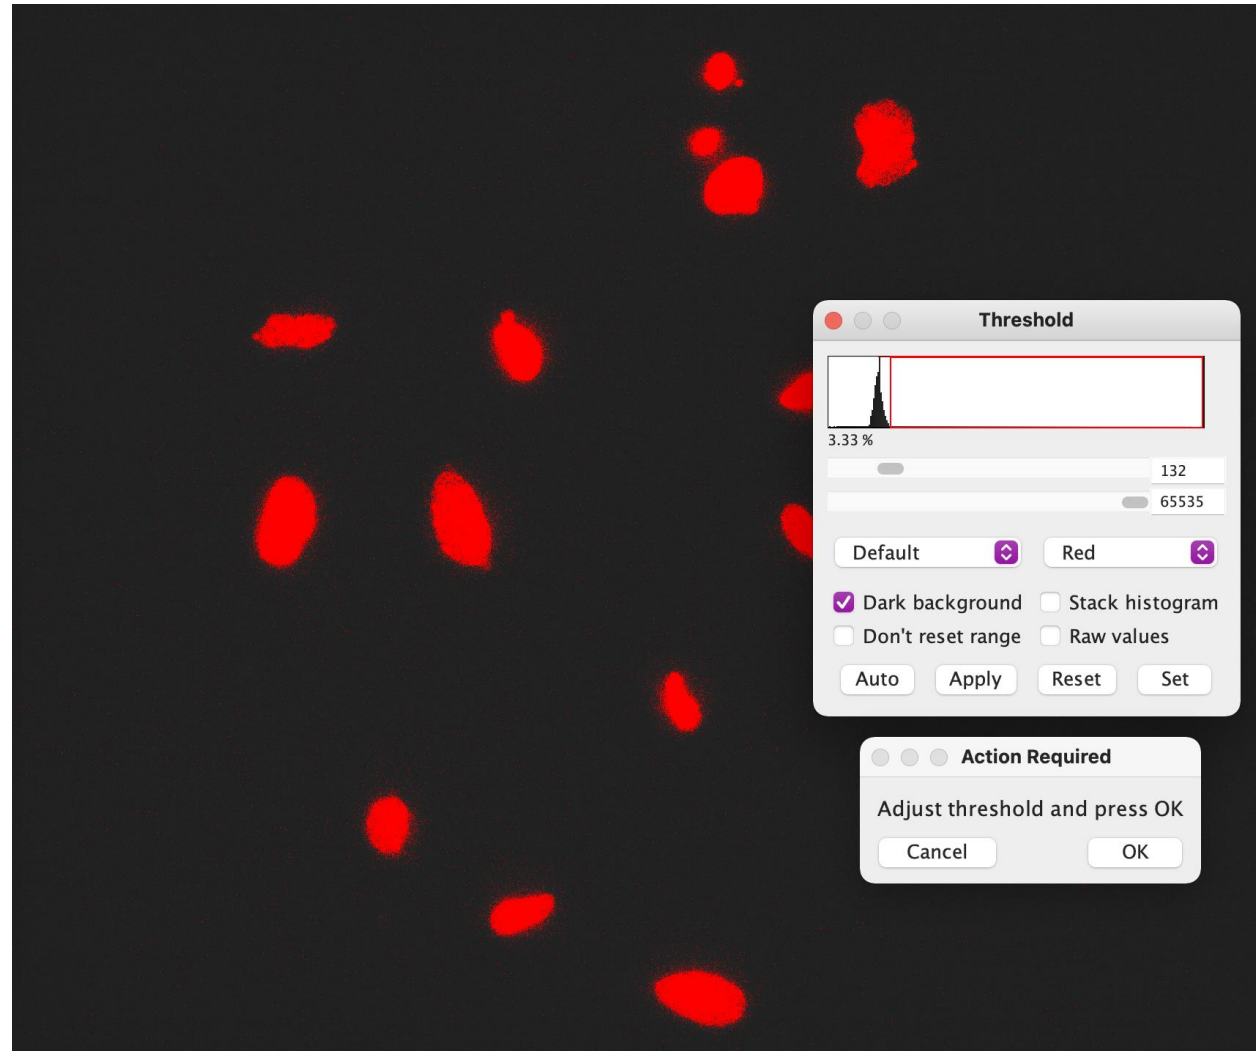 Threshold
3.33 %
132
65535
Default Red
Dark background Stack histogram
Don't reset range Raw values
Auto Apply Reset Set
Action Required
Adjust threshold and press OK
Cancel OK